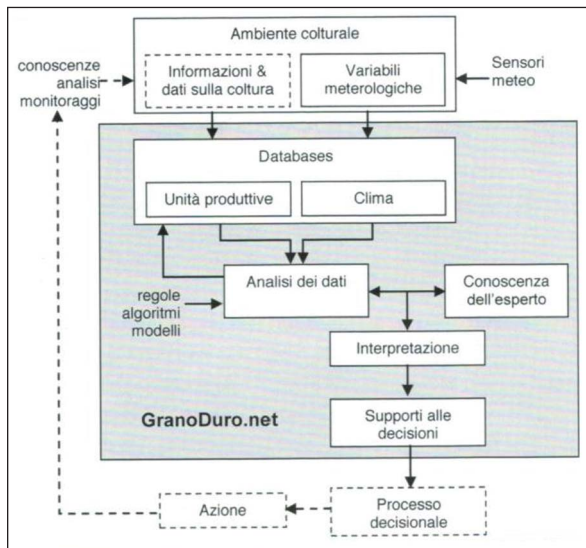 Ambiente colturale
conoscenze
analisi
monitoraggi
Informazioni &
dati sulla coltura
Variabili
meterologiche
Sensori
meteo
Databases
Unità produttive
Clima
Analisi dei dati
Conoscenza
dell'esperto
regole
algoritmi
modelli
Interpretazione
GranoDuro.net
Supporti alle
decisioni
Azione
Processo
decisionale